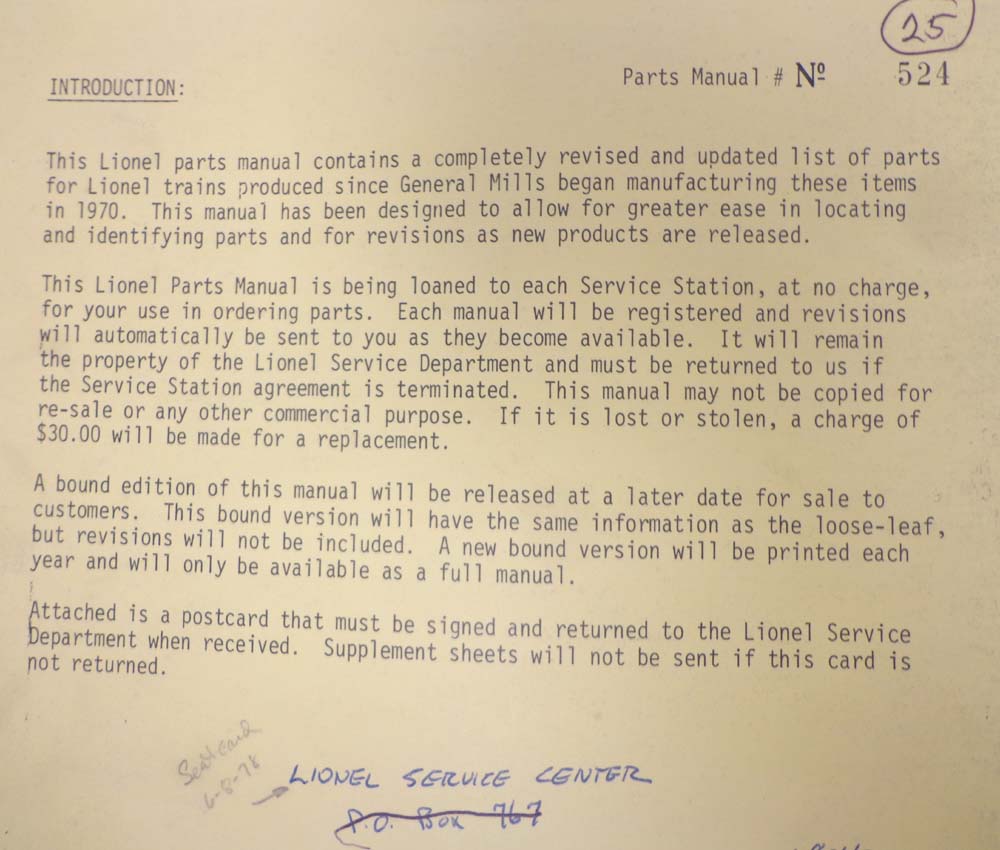 25
INTRODUCTION:
Parts Manual # Nº 524
This Lionel parts manual contains a completely revised and updated list of parts
for Lionel trains produced since General Mills began manufacturing these items
in 1970. This manual has been designed to allow for greater ease in locating
and identifying parts and for revisions as new products are released.
This Lionel Parts Manual is being loaned to each Service Station, at no charge,
for your use in ordering parts. Each manual will be registered and revisions
will automatically be sent to you as they become available. It will remain
the property of the Lionel Service Department and must be returned to us if
the Service Station agreement is terminated. This manual may not be copied for
re-sale or any other commercial purpose. If it is lost or stolen, a charge of
$30.00 will be made for a replacement.
A bound edition of this manual will be released at a later date for sale to
customers. This bound version will have the same information as the loose-leaf,
but revisions will not be included. A new bound version will be printed each
year and will only be available as a full manual.
Attached is a postcard that must be signed and returned to the Lionel Service
Department when received. Supplement sheets will not be sent if this card is
not returned.
Sent card
6-8-78
LIONEL SERVICE CENTER
P.O. Box 767